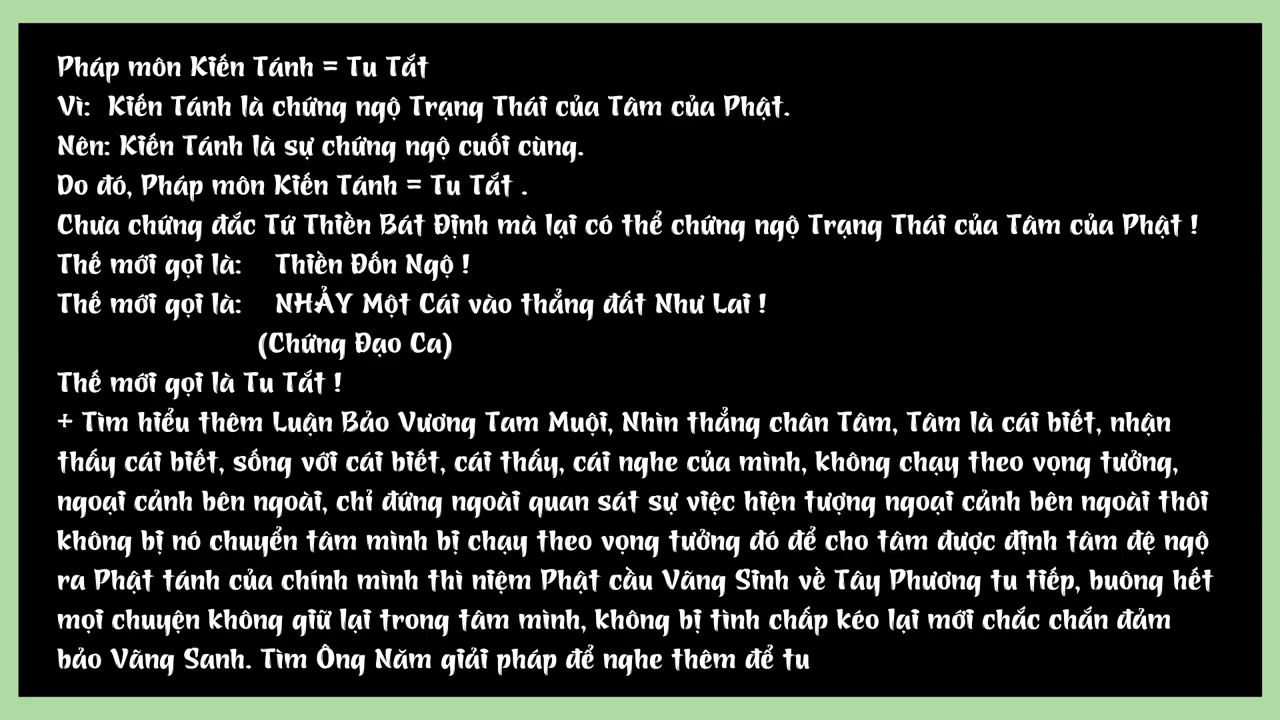 Pháp môn Kiến Tánh = Tu Tắt
Vì: Kiến Tánh là chứng ngộ Trạng Thái của Tâm của Phật.
Nên: Kiến Tánh là sự chứng ngộ cuối cùng.
Do đó, Pháp môn Kiến Tánh = Tu Tắt .
Chưa chứng đắc Tứ Thiền Bát Định mà lại có thể chứng ngộ Trạng Thái của Tâm của Phật !
Thế mới gọi là: Thiền Đốn Ngộ !
Thế mới gọi là: NHẢY Một Cái vào thẳng đất Như Lai !
(Chứng Đạo Ca)
Thế mới gọi là Tu Tắt !
+ Tìm hiểu thêm Luận Bảo Vương Tam Muội, Nhìn thẳng chân Tâm, Tâm là cái biết, nhận
thấy cái biết, sống với cái biết, cái thấy, cái nghe của mình, không chạy theo vọng tưởng,
ngoại cảnh bên ngoài, chỉ đứng ngoài quan sát sự việc hiện tượng ngoại cảnh bên ngoài thôi
không bị nó chuyển tâm mình bị chạy theo vọng tưởng đó để cho tâm được định tâm đệ ngộ
ra Phật tánh của chính mình thì niệm Phật cầu Vãng Sinh về Tây Phương tu tiếp, buông hết
mọi chuyện không giữ lại trong tâm mình, không bị tình chấp kéo lại mới chắc chắn đảm
bảo Vãng Sanh. Tìm Ông Năm giải pháp để nghe thêm để tu